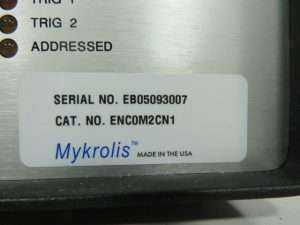 TRIG 1
TRIG 2
ADDRESSED
SERIAL NO. EB05093007
CAT. NO. ENC0M2CN1
Mykrolis™ MADE IN THE USA